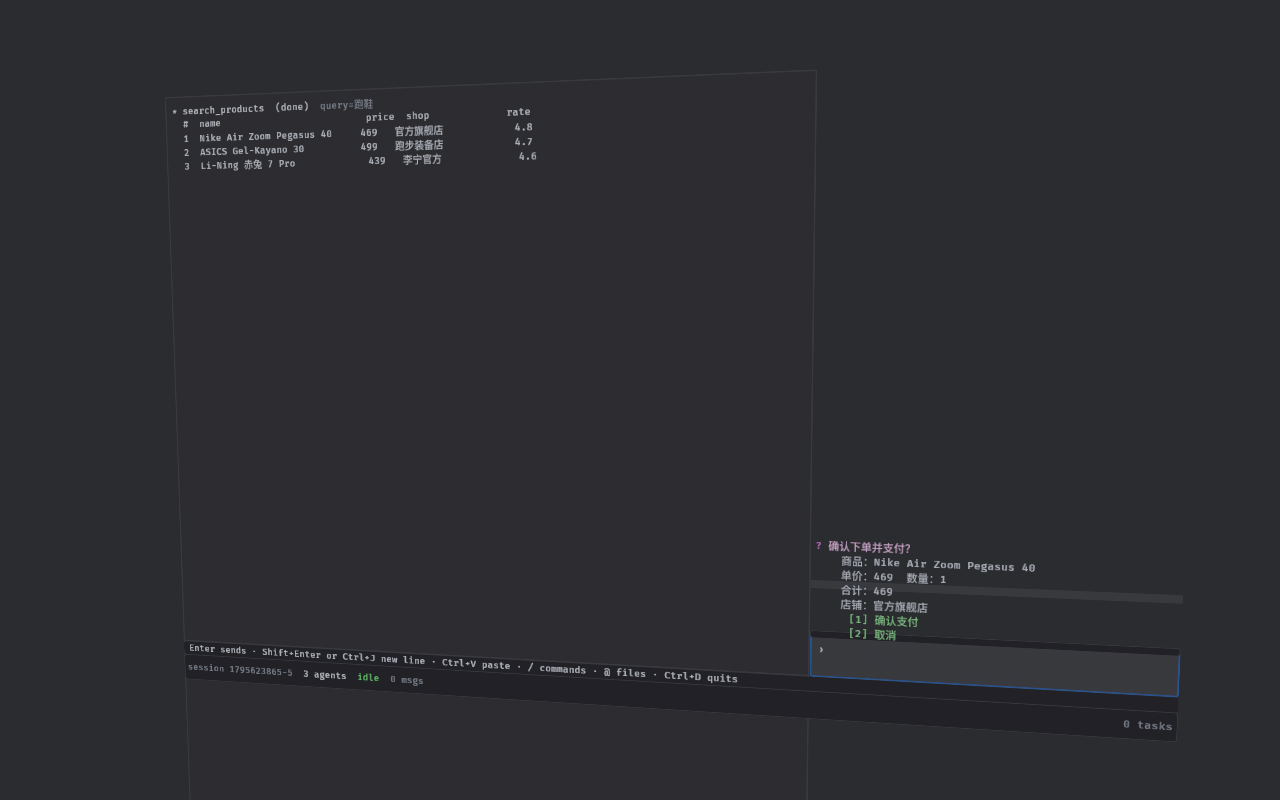 * search_products (done) query=跑鞋
# name price shop rate
1 Nike Air Zoom Pegasus 40 469 官方旗舰店 4.8
2 ASICS Gel-Kayano 30 499 跑步装备店 4.7
3 Li-Ning 赤兔 7 Pro 439 李宁官方 4.6
? 确认下单并支付?
商品: Nike Air Zoom Pegasus 40
单价: 469 数量: 1
合计: 469
店铺: 官方旗舰店
[1] 确认支付
[2] 取消
›
Enter sends · Shift+Enter or Ctrl+J new line · Ctrl+V paste · / commands · @ files · Ctrl+D quits
session 1795623865-5 3 agents idle 0 msgs
0 tasks